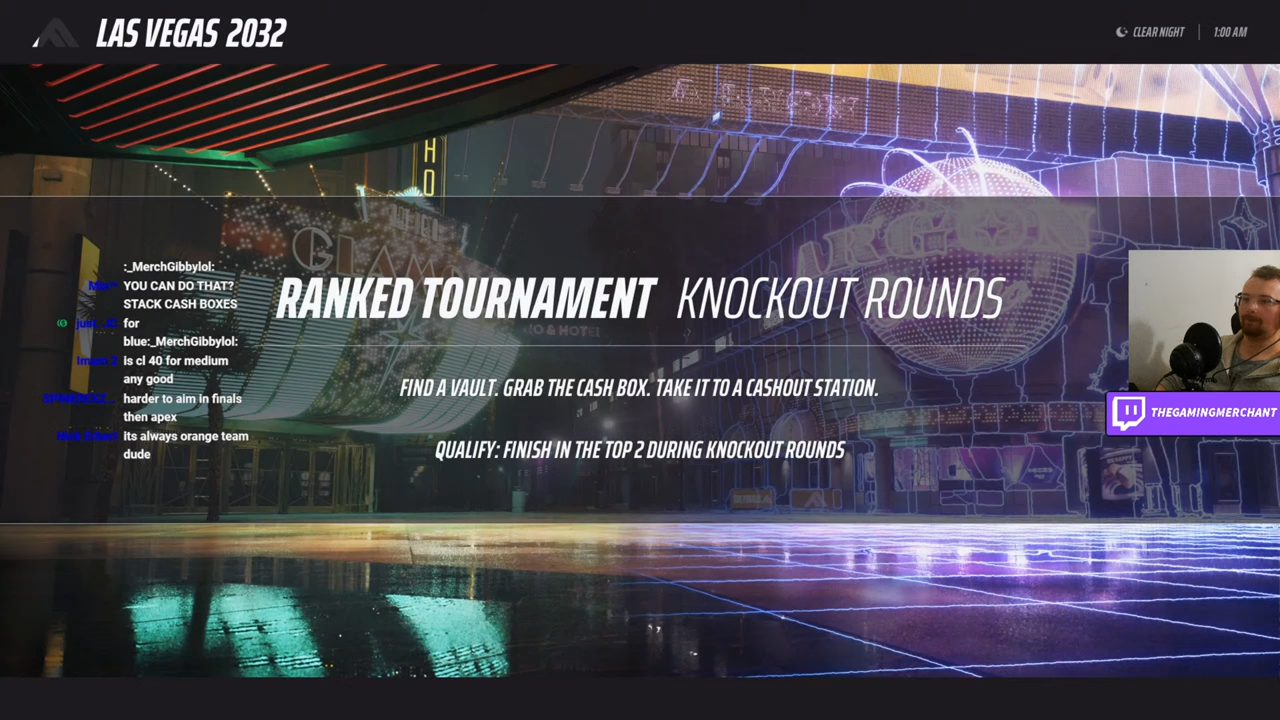 LAS VEGAS 2032
CLEAR NIGHT
1:00 AM
HO
GLAM
ARGON
RANKED TOURNAMENT KNOCKOUT ROUNDS
FIND A VAULT. GRAB THE CASH BOX. TAKE IT TO A CASHOUT STATION.
QUALIFY: FINISH IN THE TOP 2 DURING KNOCKOUT ROUNDS
:_MerchGibbylol:
YOU CAN DO THAT?
STACK CASH BOXES
for
blue:_MerchGibbylol:
is cl 40 for medium
any good
harder to aim in finals
then apex
Its always orange team
dude
THEGAMINGMERCHANT